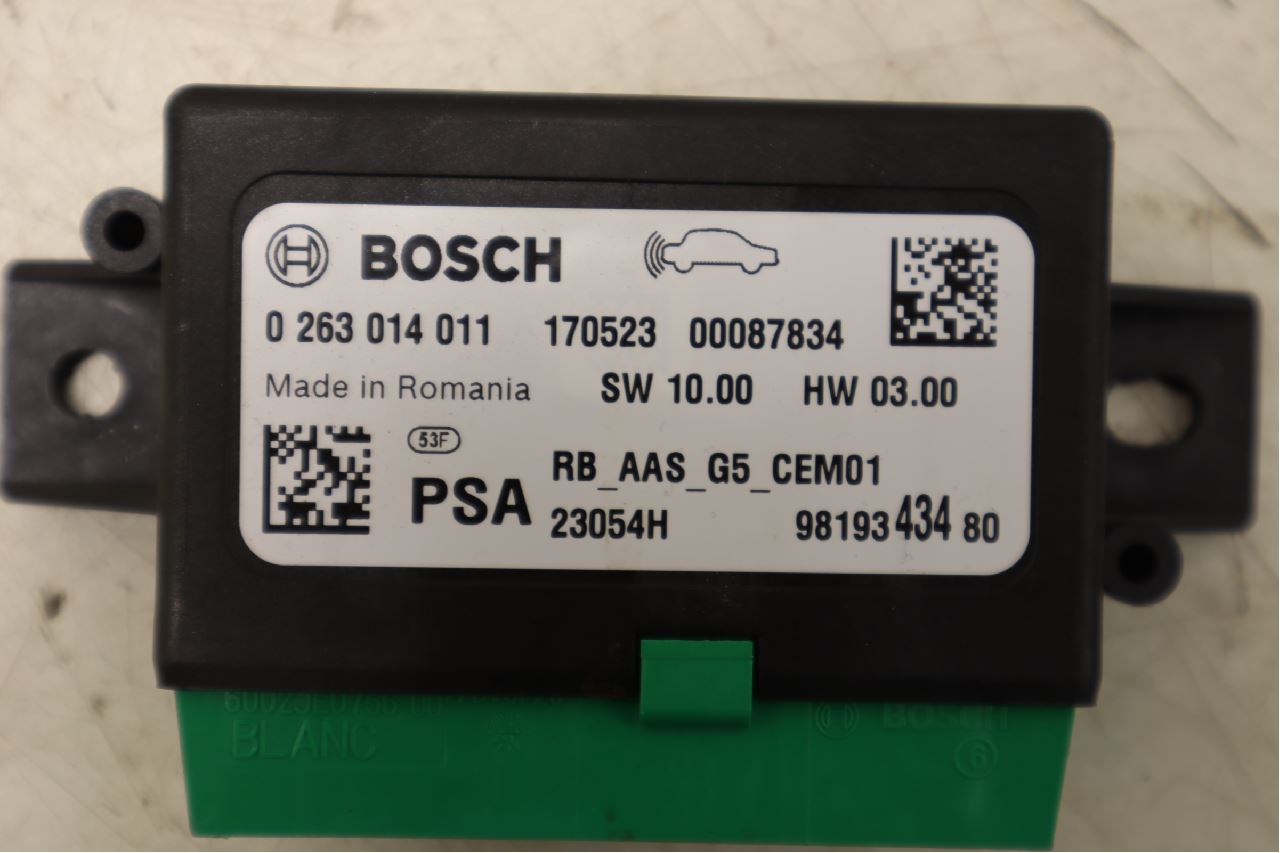 BOSCH
0 263 014 011 170523 00087834
Made in Romania SW 10.00 HW 03.00
53F
PSA RB_AAS_G5_CEM01
23054H 98193 434 80
BOSCH
BLANC
6